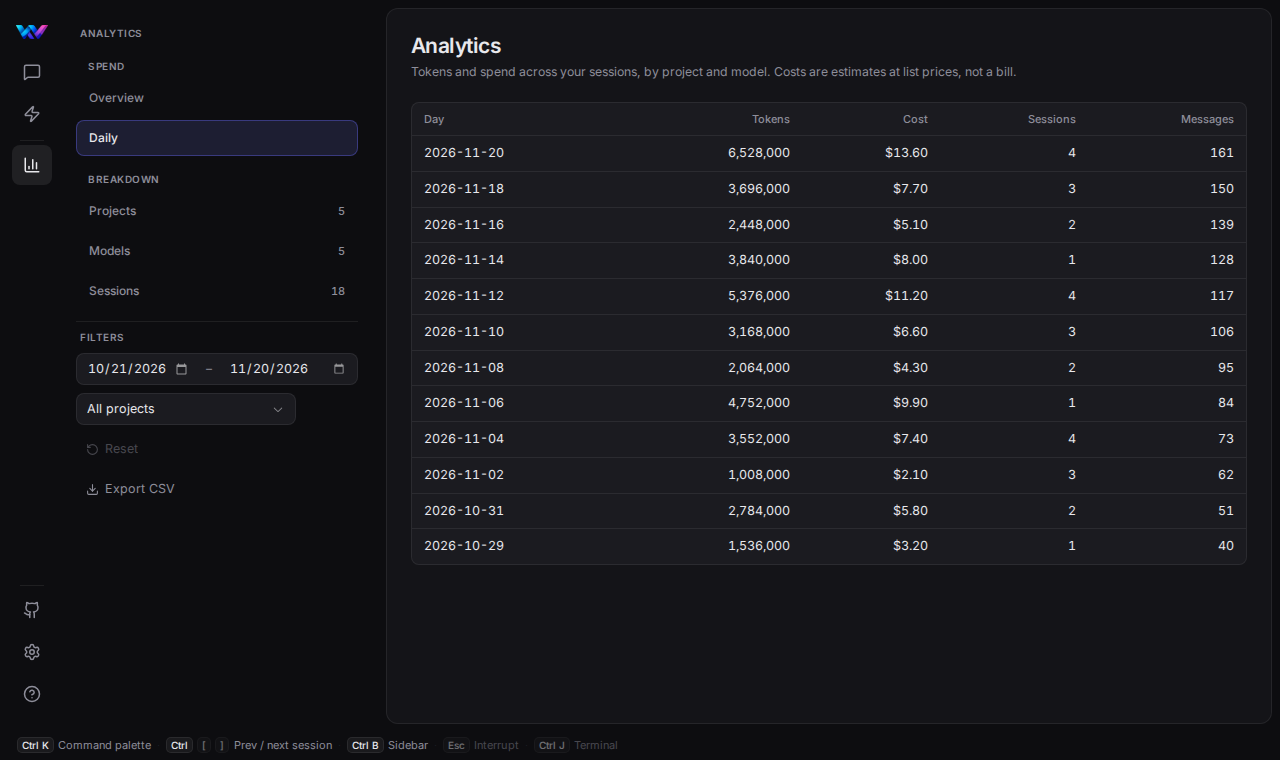 ANALYTICS
SPEND
Overview
Daily
BREAKDOWN
Projects 5
Models 5
Sessions 18
FILTERS
10/21/2026 – 11/20/2026
All projects
Reset
Export CSV
Analytics
Tokens and spend across your sessions, by project and model. Costs are estimates at list prices, not a bill.
Day Tokens Cost Sessions Messages
2026-11-20 6,528,000 $13.60 4 161
2026-11-18 3,696,000 $7.70 3 150
2026-11-16 2,448,000 $5.10 2 139
2026-11-14 3,840,000 $8.00 1 128
2026-11-12 5,376,000 $11.20 4 117
2026-11-10 3,168,000 $6.60 3 106
2026-11-08 2,064,000 $4.30 2 95
2026-11-06 4,752,000 $9.90 1 84
2026-11-04 3,552,000 $7.40 4 73
2026-11-02 1,008,000 $2.10 3 62
2026-10-31 2,784,000 $5.80 2 51
2026-10-29 1,536,000 $3.20 1 40
Ctrl K Command palette Ctrl [ ] Prev / next session Ctrl B Sidebar Esc Interrupt Ctrl J Terminal